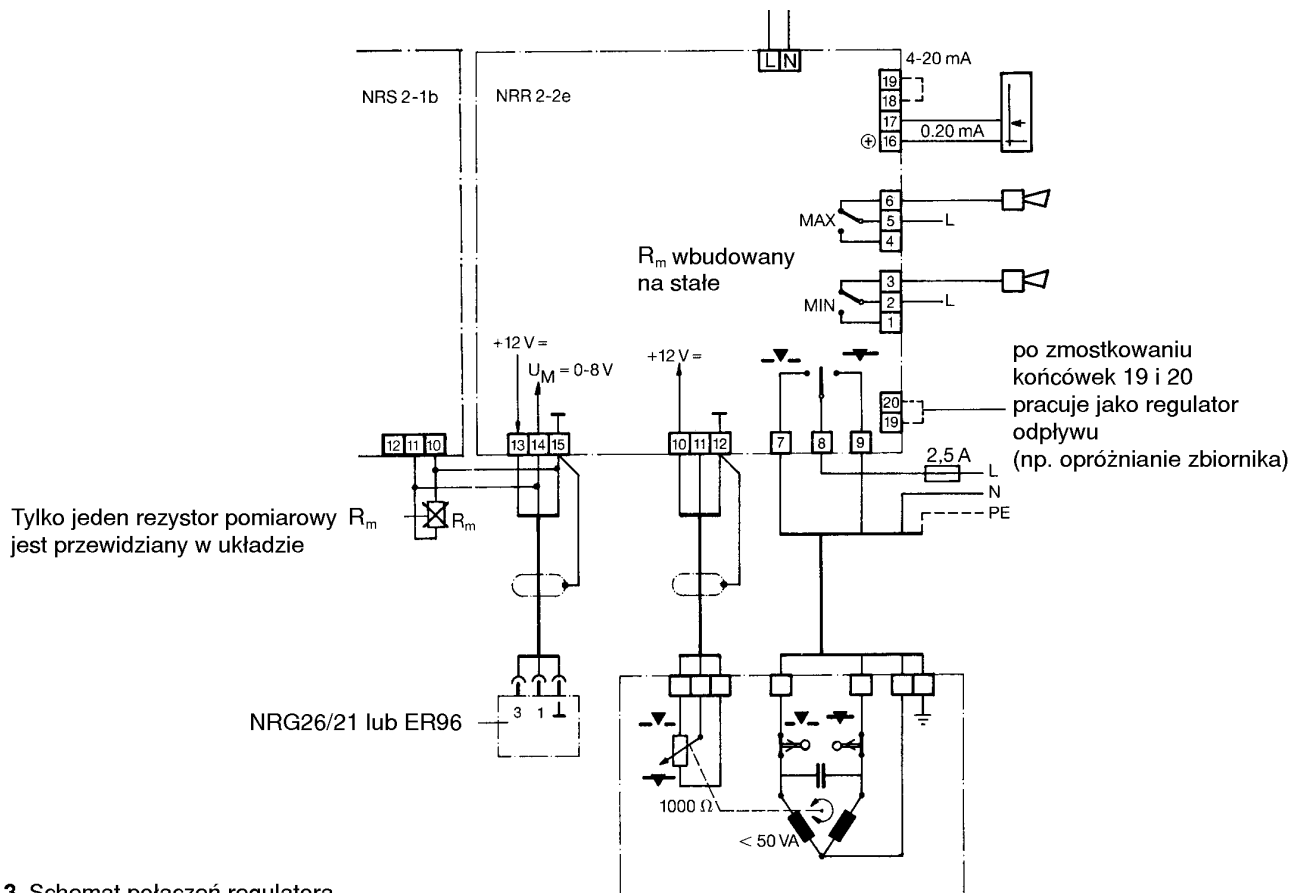 L N
4-20 mA
NRS 2-1b
NRR 2-2e
19
18
17
0.20 mA
16
6
MAX
5
L
4
Rm wbudowany
na stałe
3
MIN
2
L
1
+12 V =
UM = 0-8 V
+12 V =
po zmostkowaniu
końcówek 19 i 20
pracuje jako regulator
odpływu
(np. opróżnianie zbiornika)
20
19
12 11 10
13 14 15
10 11 12
7 8 9
2,5 A
L
N
PE
Tylko jeden rezystor pomiarowy Rm
jest przewidziany w układzie
Rm
NRG26/21 lub ER96
3 1
1000 Ω
< 50 VA
3. Schemat połączeń regulatora